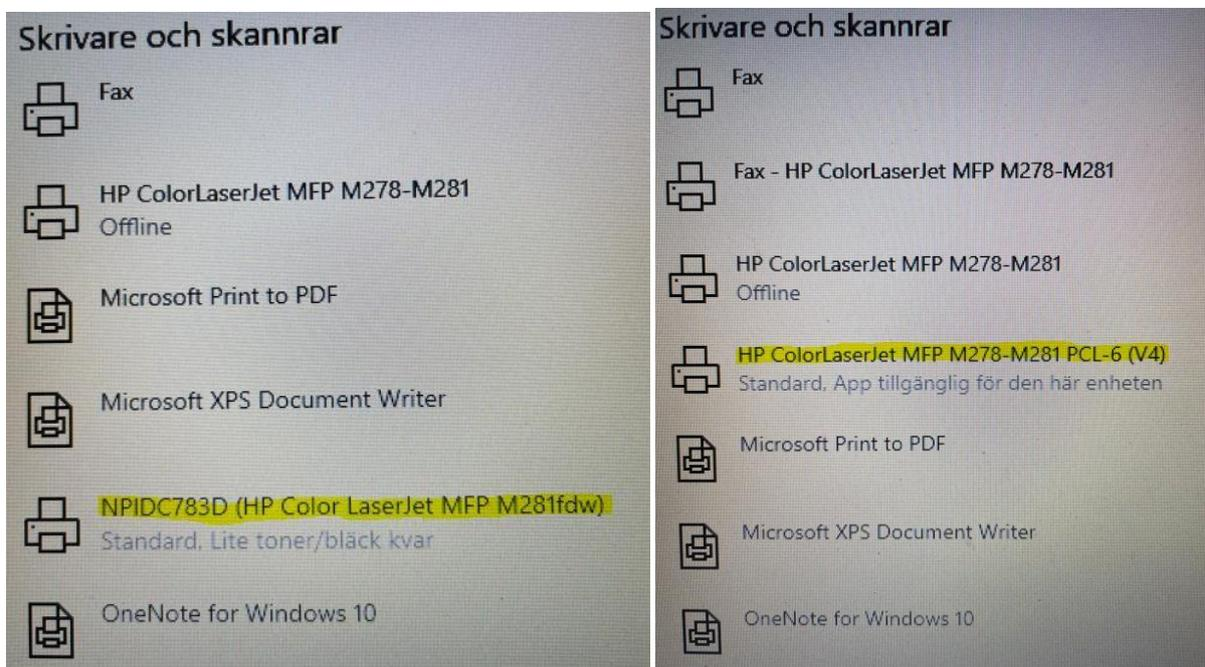 Skrivare och skannrar
Fax
HP ColorLaserJet MFP M278-M281
Offline
Microsoft Print to PDF
Microsoft XPS Document Writer
NPIDC783D (HP Color LaserJet MFP M281fdw)
Standard, Lite toner/bläck kvar
OneNote for Windows 10
Skrivare och skannrar
Fax
Fax - HP ColorLaserJet MFP M278-M281
HP ColorLaserJet MFP M278-M281
Offline
HP ColorLaserJet MFP M278-M281 PCL-6 (V4)
Standard, App tillgänglig för den här enheten
Microsoft Print to PDF
Microsoft XPS Document Writer
OneNote for Windows 10